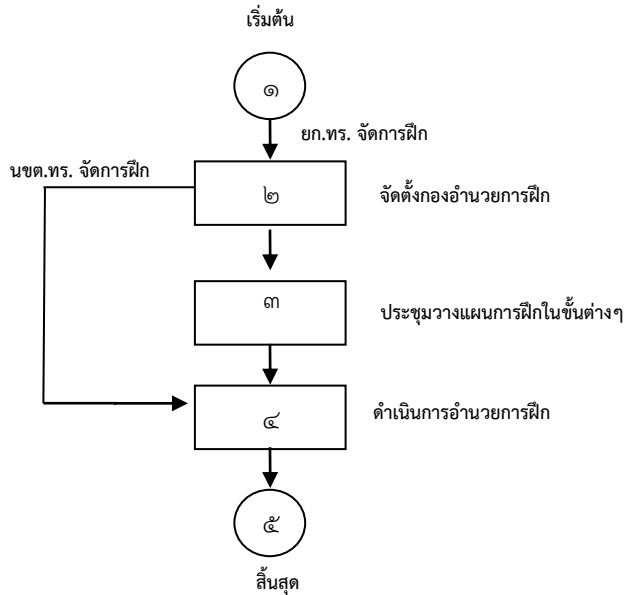 เริ่มต้น
๑
ยก.ทร. จัดการฝึก
นขต.ทร. จัดการฝึก
๒
จัดตั้งกองอำนวยการฝึก
๓
ประชุมวางแผนการฝึกในขั้นต่างๆ
๔
ดำเนินการอำนวยการฝึก
๕
สิ้นสุด